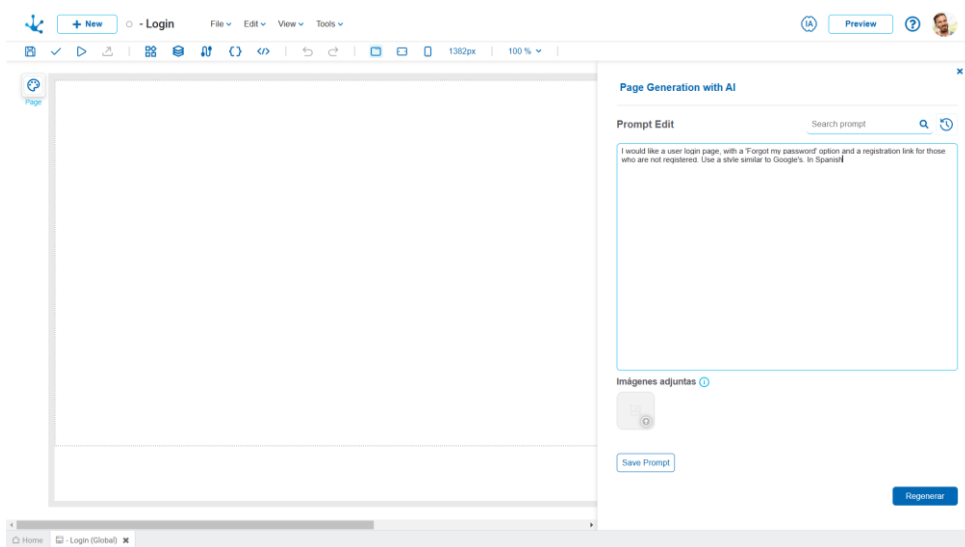 + New
- Login
File
Edit
View
Tools
IA
Preview
?
1382px
100 %
Page
Page Generation with AI
Prompt Edit
Search prompt
I would like a user login page, with a 'Forgot my password' option and a registration link for those
who are not registered. Use a style similar to Google's. In Spanish
Imágenes adjuntas
Save Prompt
Regenerar
Home
- Login (Global)